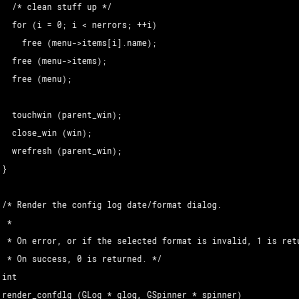 /* clean stuff up */
for (i = 0; i < nerrors; ++i)
free (menu->items[i].name);
free (menu->items);
free (menu);
touchwin (parent_win);
close_win (win);
wrefresh (parent_win);
}
/* Render the config log date/format dialog.
*
* On error, or if the selected format is invalid, 1 is retu
* On success, 0 is returned. */
int
render_confdlg (GLog * glog, GSpinner * spinner)